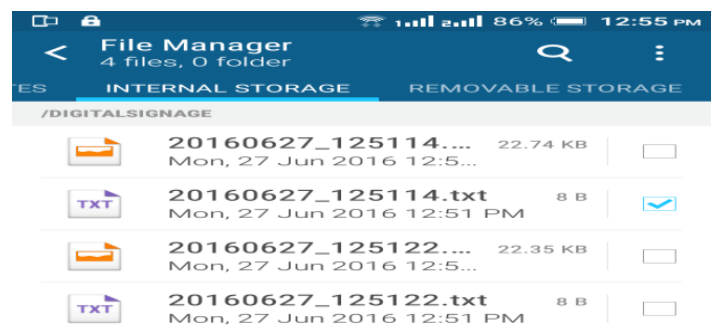 86% 12:55 PM
File Manager
4 files, 0 folder
ES INTERNAL STORAGE REMOVABLE STORAGE
/DIGITALSIGNAGE
20160627_125114.... 22.74 KB
Mon, 27 Jun 2016 12:5...
TXT 20160627_125114.txt 8 B
Mon, 27 Jun 2016 12:51 PM
20160627_125122.... 22.35 KB
Mon, 27 Jun 2016 12:5...
TXT 20160627_125122.txt 8 B
Mon, 27 Jun 2016 12:51 PM